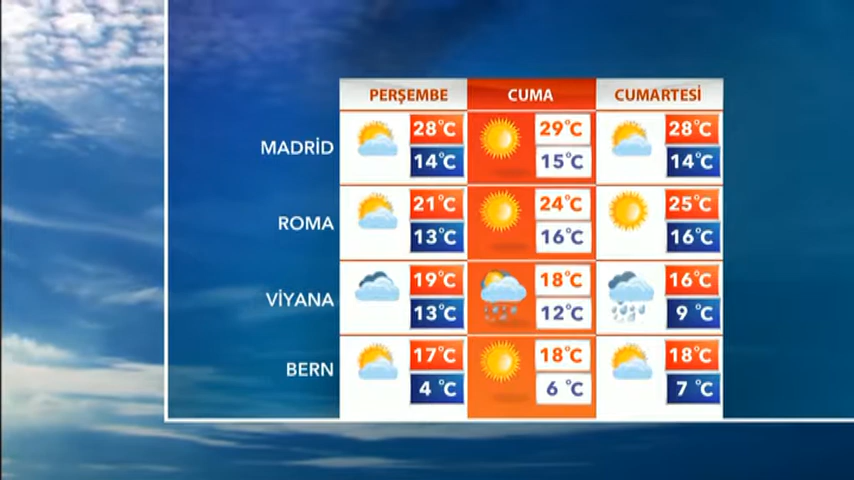 PERŞEMBE CUMA CUMARTESİ
MADRİD 28°C 29°C 28°C
14°C 15°C 14°C
ROMA 21°C 24°C 25°C
13°C 16°C 16°C
VİYANA 19°C 18°C 16°C
13°C 12°C 9 °C
BERN 17°C 18°C 18°C
4 °C 6 °C 7 °C